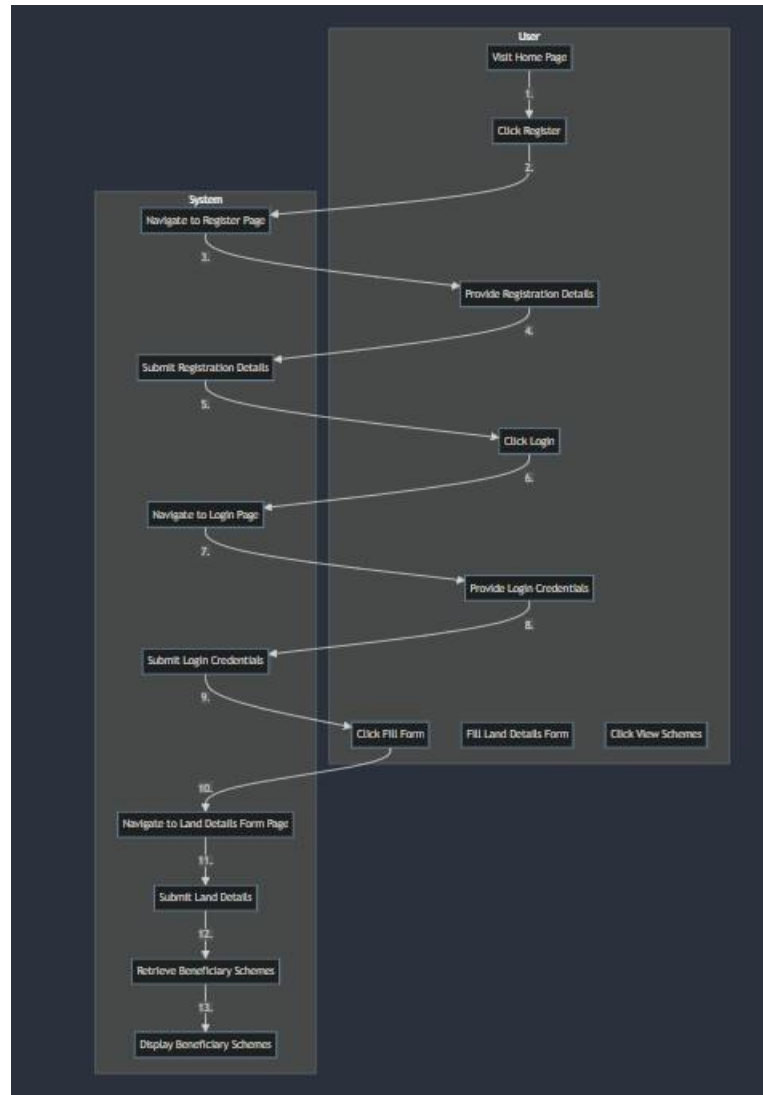 User
Visit Home Page
1.
Click Register
2.
System
Navigate to Register Page
3.
Provide Registration Details
4.
Submit Registration Details
5.
Click Login
6.
Navigate to Login Page
7.
Provide Login Credentials
8.
Submit Login Credentials
9.
Click Fill Form
Fill Land Details Form
Click View Schemes
10.
Navigate to Land Details Form Page
11.
Submit Land Details
12.
Retrieve Beneficiary Schemes
13.
Display Beneficiary Schemes